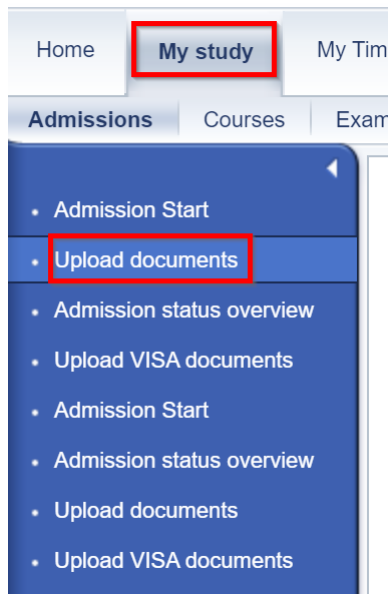 Home My study My Tim
Admissions Courses Exam
Admission Start
Upload documents
Admission status overview
Upload VISA documents
Admission Start
Admission status overview
Upload documents
Upload VISA documents